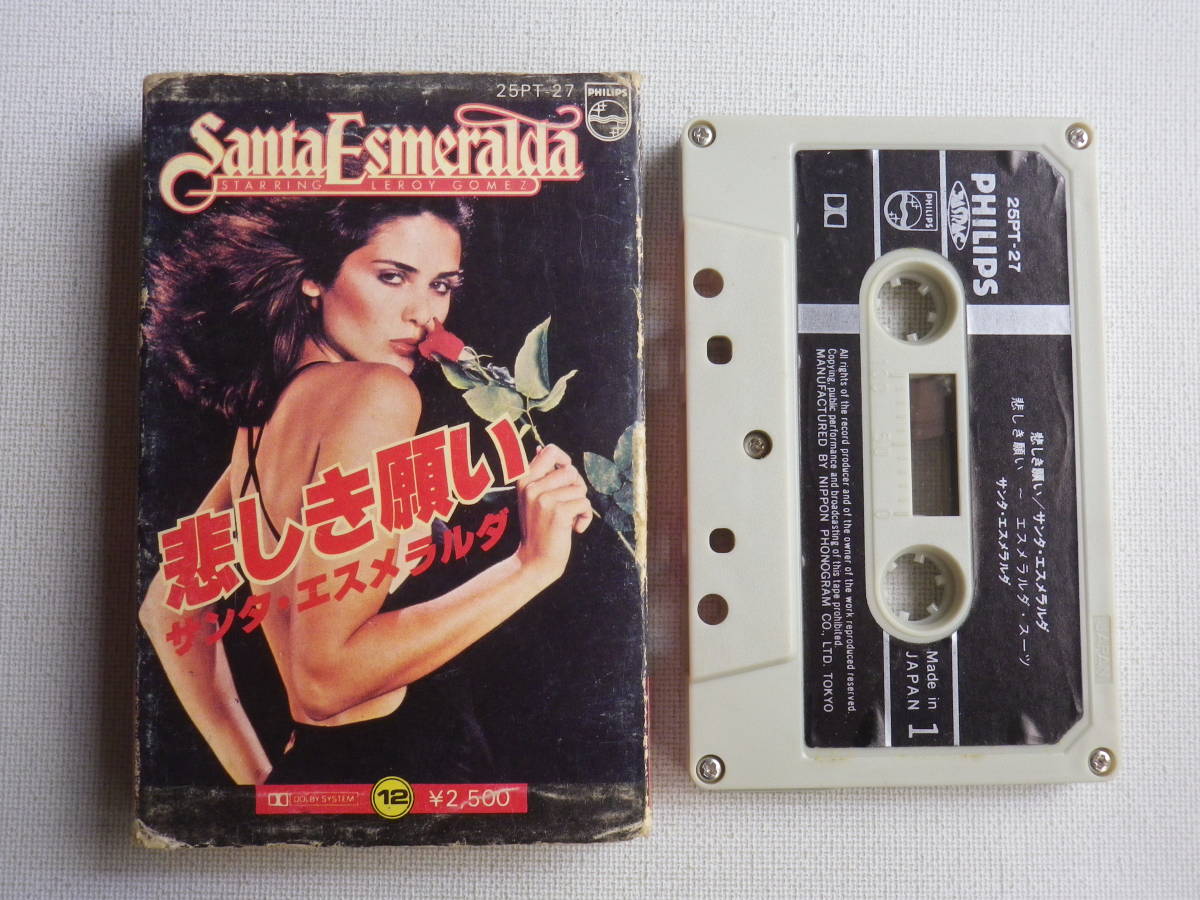 25PT-27
PHILIPS
Santa Esmeralda
STARRING LEROY GOMEZ
悲しき願い
サンタ・エスメラルダ
DOLBY SYSTEM
12
¥2,500
25PT-27
PHILIPS
PHILIPS
悲しき願い/サンタ・エスメラルダ
悲しき願い ~ エスメラルダ・スーツ
サンタ・エスメラルダ
All rights of the record producer and of the owner of the work reproduced reserved.
Copying, public performance and broadcasting of this tape prohibited.
MANUFACTURED BY NIPPON PHONOGRAM CO., LTD. TOKYO
Made in
JAPAN
1
100 50 0